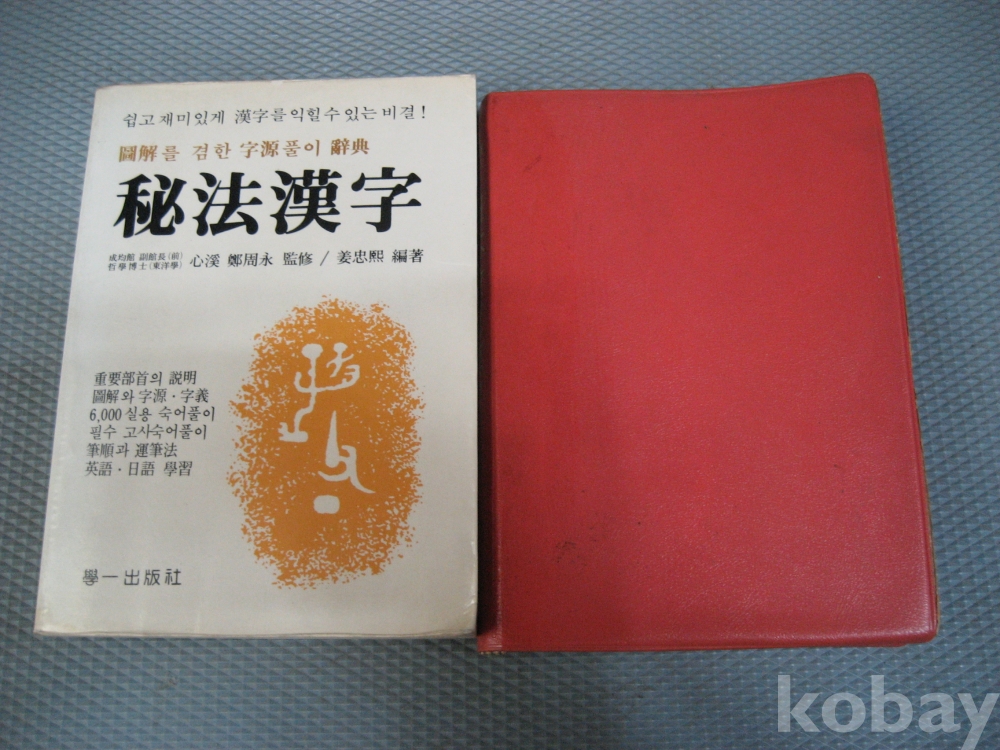 쉽고 재미있게 漢字를 익힐 수 있는 비결!
圖解를 겸한 字源풀이 辭典
秘法漢字
成均館 副館長(前)
哲學博士(東洋學) 心溪 鄭周永 監修 / 姜忠熙 編著
重要部首의 說明
圖解와 字源·字義
6,000 실용 숙어풀이
필수 고사숙어풀이
筆順과 運筆法
英語·日語 學習
學一出版社
kobay